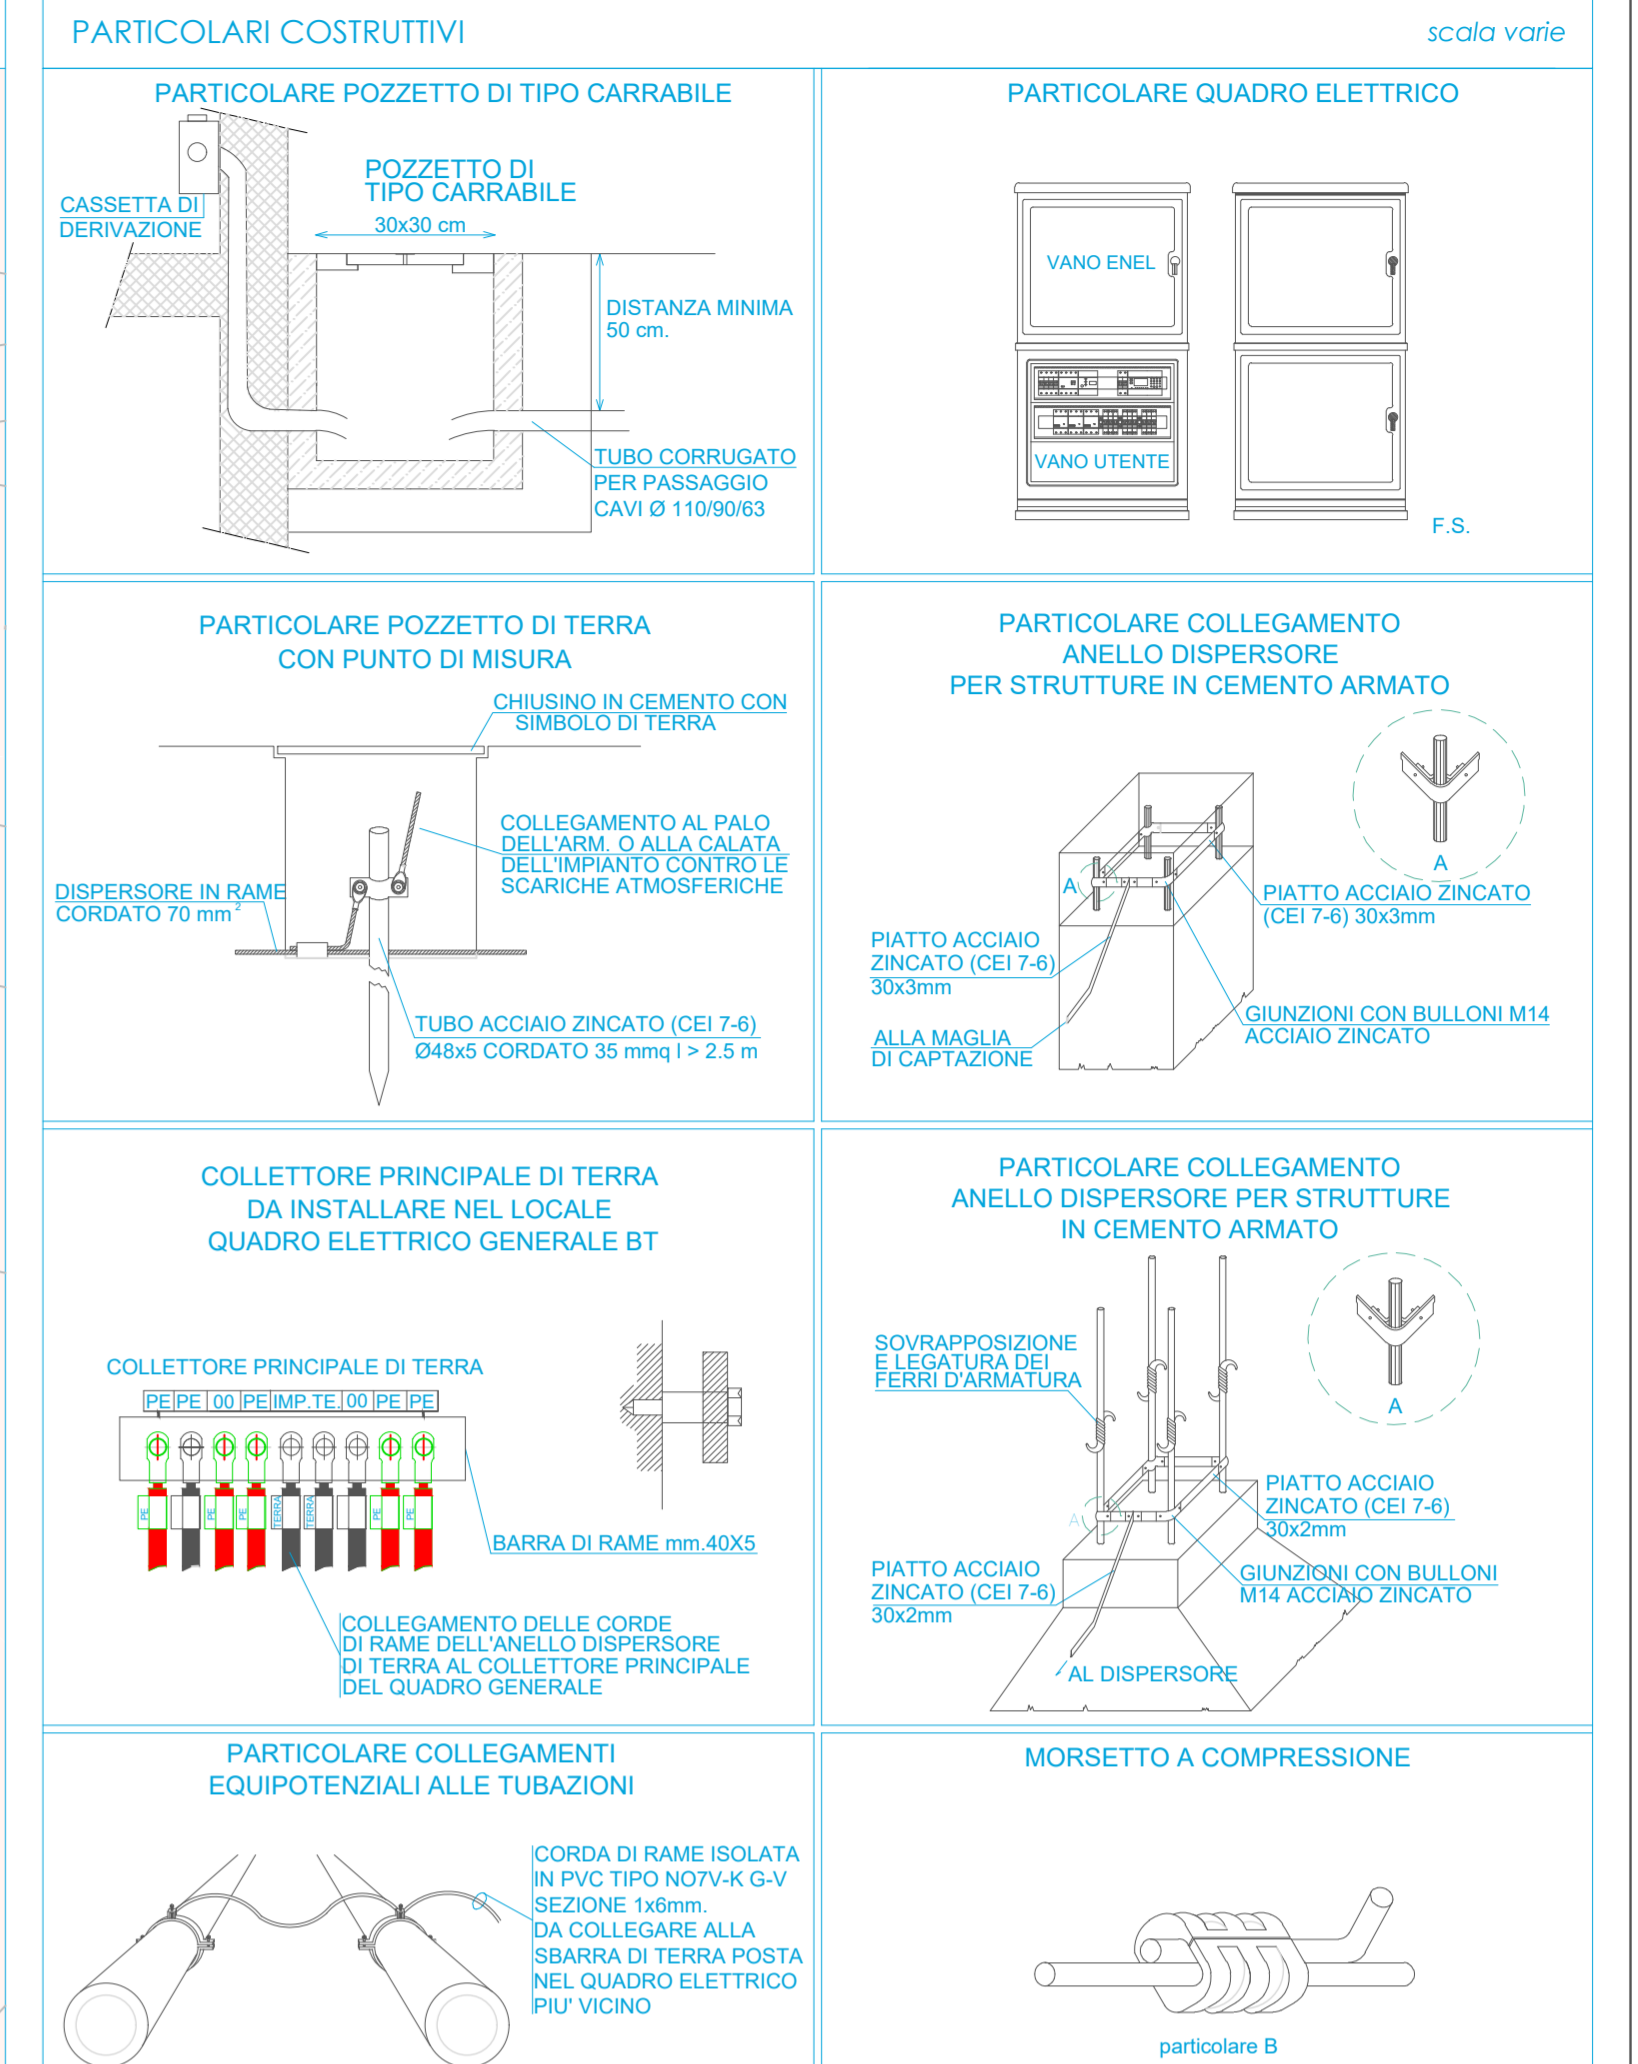 PARTICOLARI COSTRUTTIVI
scala varie
PARTICOLARE POZZETTO DI TIPO CARRABILE
POZZETTO DI
TIPO CARRABILE
30x30 cm
CASSETTA DI
DERIVAZIONE
DISTANZA MINIMA
50 cm.
TUBO CORRUGATO
PER PASSAGGIO
CAVI Ø 110/90/63
PARTICOLARE QUADRO ELETTRICO
VANO ENEL
VANO UTENTE
F.S.
PARTICOLARE POZZETTO DI TERRA
CON PUNTO DI MISURA
CHIUSINO IN CEMENTO CON
SIMBOLO DI TERRA
COLLEGAMENTO AL PALO
DELL'ARM. O ALLA CALATA
DELL'IMPIANTO CONTRO LE
SCARICHE ATMOSFERICHE
DISPERSORE IN RAME
CORDATO 70 mm²
TUBO ACCIAIO ZINCATO (CEI 7-6)
Ø48x5 CORDATO 35 mmq l > 2.5 m
PARTICOLARE COLLEGAMENTO
ANELLO DISPERSORE
PER STRUTTURE IN CEMENTO ARMATO
A
A
PIATTO ACCIAIO ZINCATO
(CEI 7-6) 30x3mm
PIATTO ACCIAIO
ZINCATO (CEI 7-6)
30x3mm
GIUNZIONI CON BULLONI M14
ACCIAIO ZINCATO
ALLA MAGLIA
DI CAPTAZIONE
COLLETTORE PRINCIPALE DI TERRA
DA INSTALLARE NEL LOCALE
QUADRO ELETTRICO GENERALE BT
COLLETTORE PRINCIPALE DI TERRA
PE PE 00 PE IMP.TE. 00 PE PE
PE PE PE TERRA TERRA PE PE
BARRA DI RAME mm.40X5
COLLEGAMENTO DELLE CORDE
DI RAME DELL'ANELLO DISPERSORE
DI TERRA AL COLLETTORE PRINCIPALE
DEL QUADRO GENERALE
PARTICOLARE COLLEGAMENTO
ANELLO DISPERSORE PER STRUTTURE
IN CEMENTO ARMATO
SOVRAPPOSIZIONE
E LEGATURA DEI
FERRI D'ARMATURA
A
A
PIATTO ACCIAIO
ZINCATO (CEI 7-6)
30x2mm
PIATTO ACCIAIO
ZINCATO (CEI 7-6)
30x2mm
GIUNZIONI CON BULLONI
M14 ACCIAIO ZINCATO
AL DISPERSORE
PARTICOLARE COLLEGAMENTI
EQUIPOTENZIALI ALLE TUBAZIONI
CORDA DI RAME ISOLATA
IN PVC TIPO NO7V-K G-V
SEZIONE 1x6mm.
DA COLLEGARE ALLA
SBARRA DI TERRA POSTA
NEL QUADRO ELETTRICO
PIU' VICINO
MORSETTO A COMPRESSIONE
particolare B